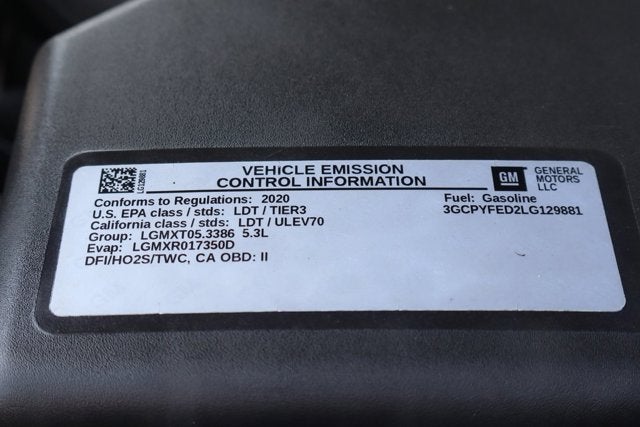 LG129881
VEHICLE EMISSION
CONTROL INFORMATION
GM
GENERAL
MOTORS
LLC
Conforms to Regulations: 2020
U.S. EPA class / stds: LDT / TIER3
California class / stds: LDT / ULEV70
Group: LGMXT05.3386 5.3L
Evap: LGMXR017350D
DFI/HO2S/TWC, CA OBD: II
Fuel: Gasoline
3GCPYFED2LG129881